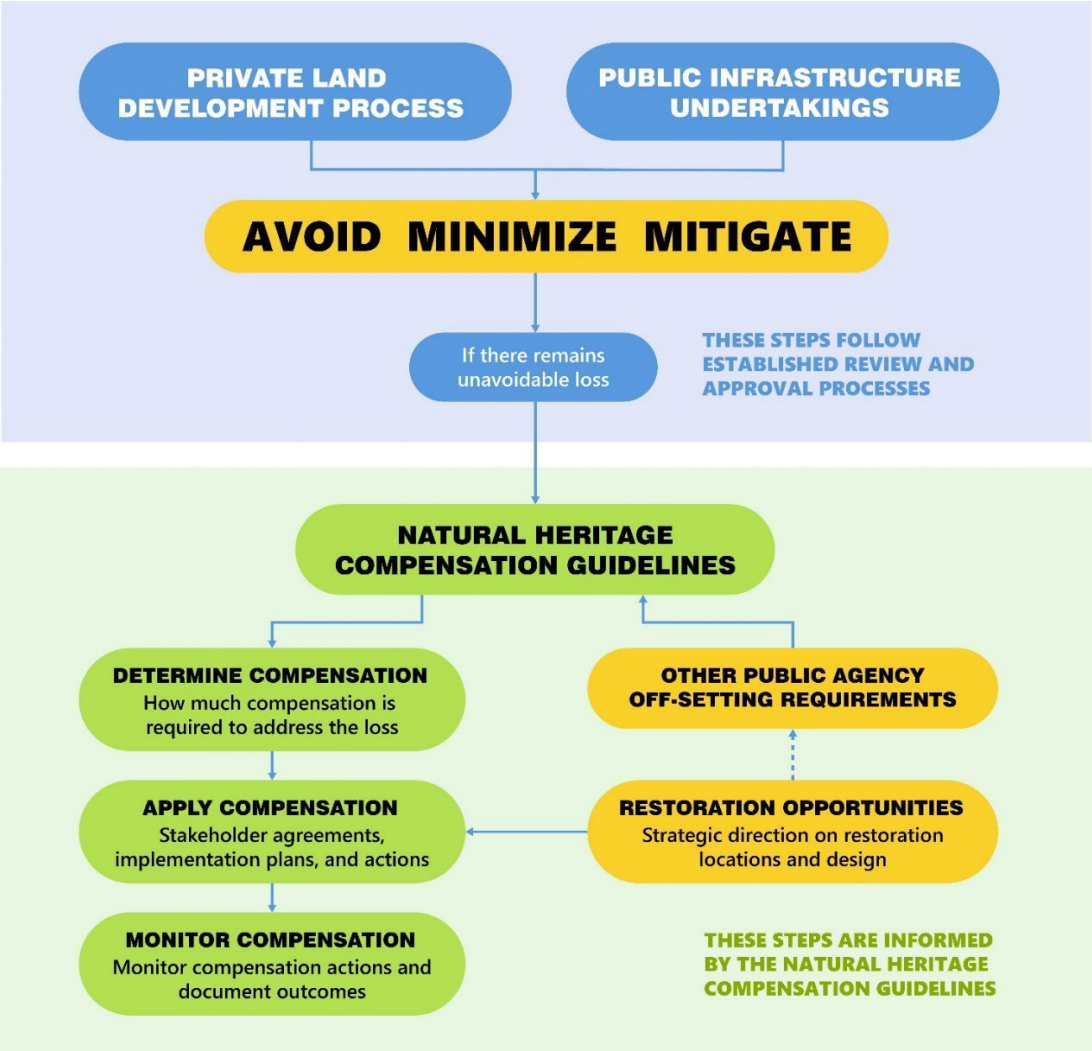 PRIVATE LAND
DEVELOPMENT PROCESS
PUBLIC INFRASTRUCTURE
UNDERTAKINGS
AVOID MINIMIZE MITIGATE
If there remains
unavoidable loss
THESE STEPS FOLLOW
ESTABLISHED REVIEW AND
APPROVAL PROCESSES
NATURAL HERITAGE
COMPENSATION GUIDELINES
DETERMINE COMPENSATION
How much compensation is
required to address the loss
OTHER PUBLIC AGENCY
OFF-SETTING REQUIREMENTS
APPLY COMPENSATION
Stakeholder agreements,
implementation plans, and actions
RESTORATION OPPORTUNITIES
Strategic direction on restoration
locations and design
MONITOR COMPENSATION
Monitor compensation actions and
document outcomes
THESE STEPS ARE INFORMED
BY THE NATURAL HERITAGE
COMPENSATION GUIDELINES